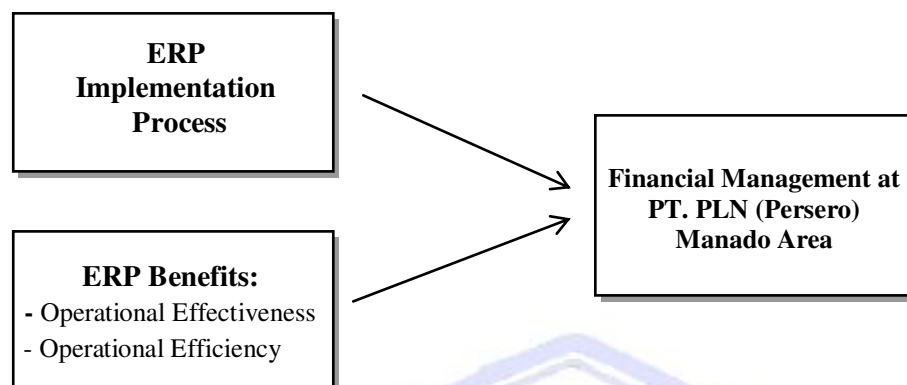 ERP
Implementation
Process
Financial Management at
PT. PLN (Persero)
Manado Area
ERP Benefits:
- Operational Effectiveness
- Operational Efficiency